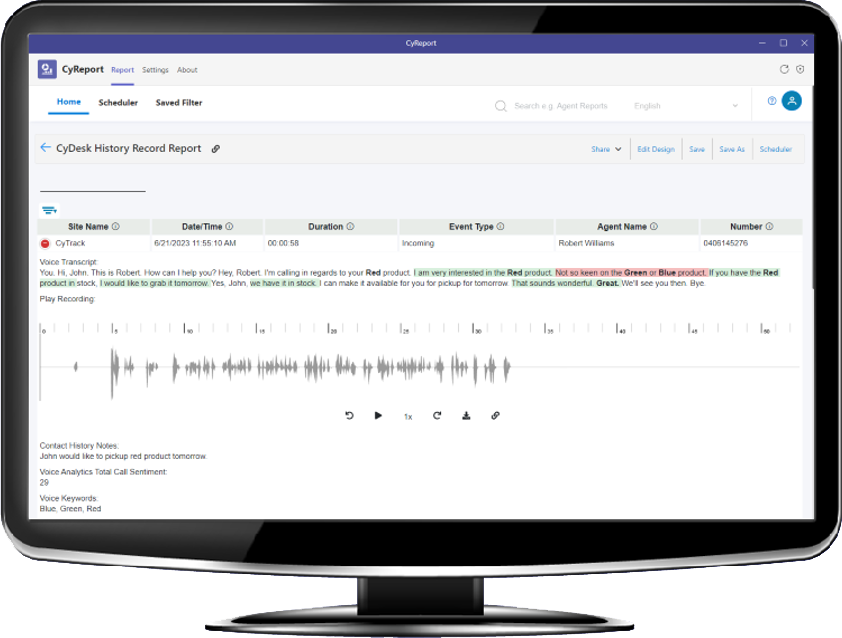 CyReport
CyReport Report Settings About
Home Scheduler Saved Filter Search e.g. Agent Reports English
CyDesk History Record Report Share Edit Design Save Save As Scheduler
Site Name Date/Time Duration Event Type Agent Name Number
CyTrack 6/21/2023 11:55:10 AM 00:00:58 Incoming Robert Williams 0406145276
Voice Transcript:
You. Hi, John. This is Robert. How can I help you? Hey, Robert. I'm calling in regards to your Red product. I am very interested in the Red product. Not so keen on the Green or Blue product. If you have the Red
product in stock, I would like to grab it tomorrow. Yes, John, we have it in stock. I can make it available for you for pickup for tomorrow. That sounds wonderful. Great. We'll see you then. Bye.
Play Recording:
0 5 10 15 20 25 30 35 40 45 50
1x
Contact History Notes:
John would like to pickup red product tomorrow.
Voice Analytics Total Call Sentiment:
29
Voice Keywords:
Blue, Green, Red